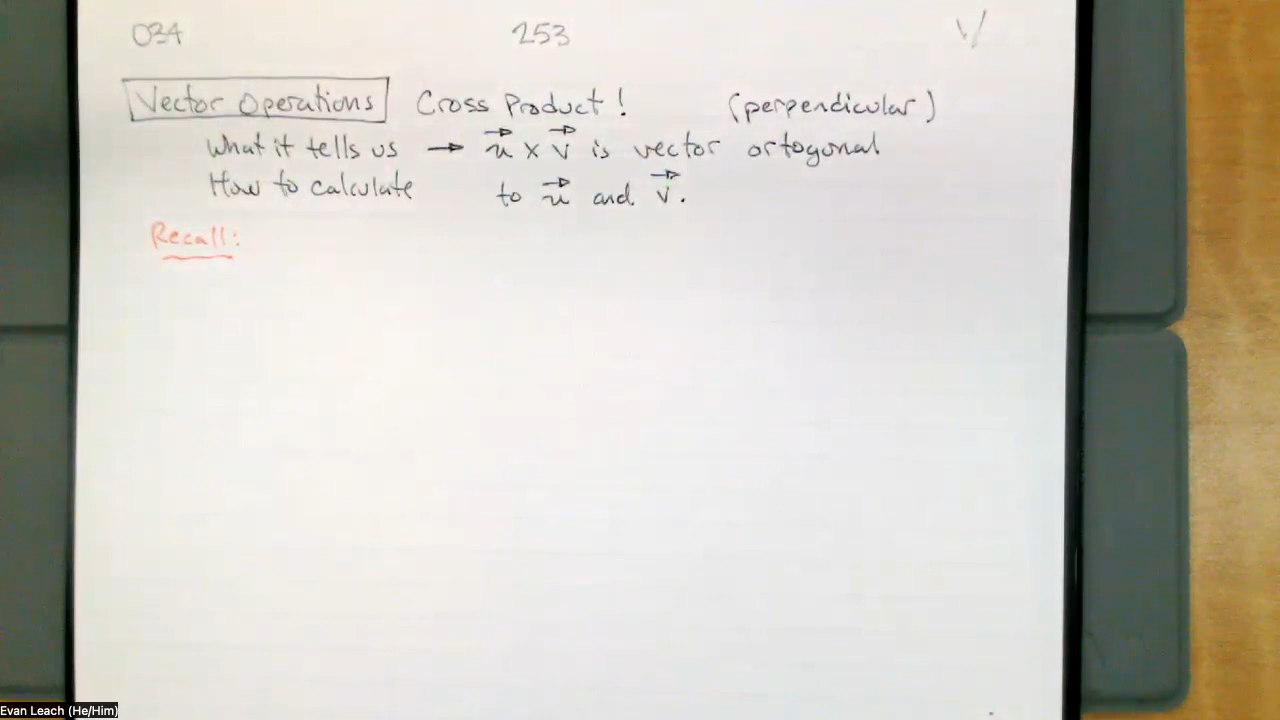 034 253 V/
Vector Operations Cross Product! (perpendicular)
What it tells us → u⃗ × v⃗ is vector ortogonal
How to calculate to u⃗ and v⃗.
Recall:
Evan Leach (He/Him)